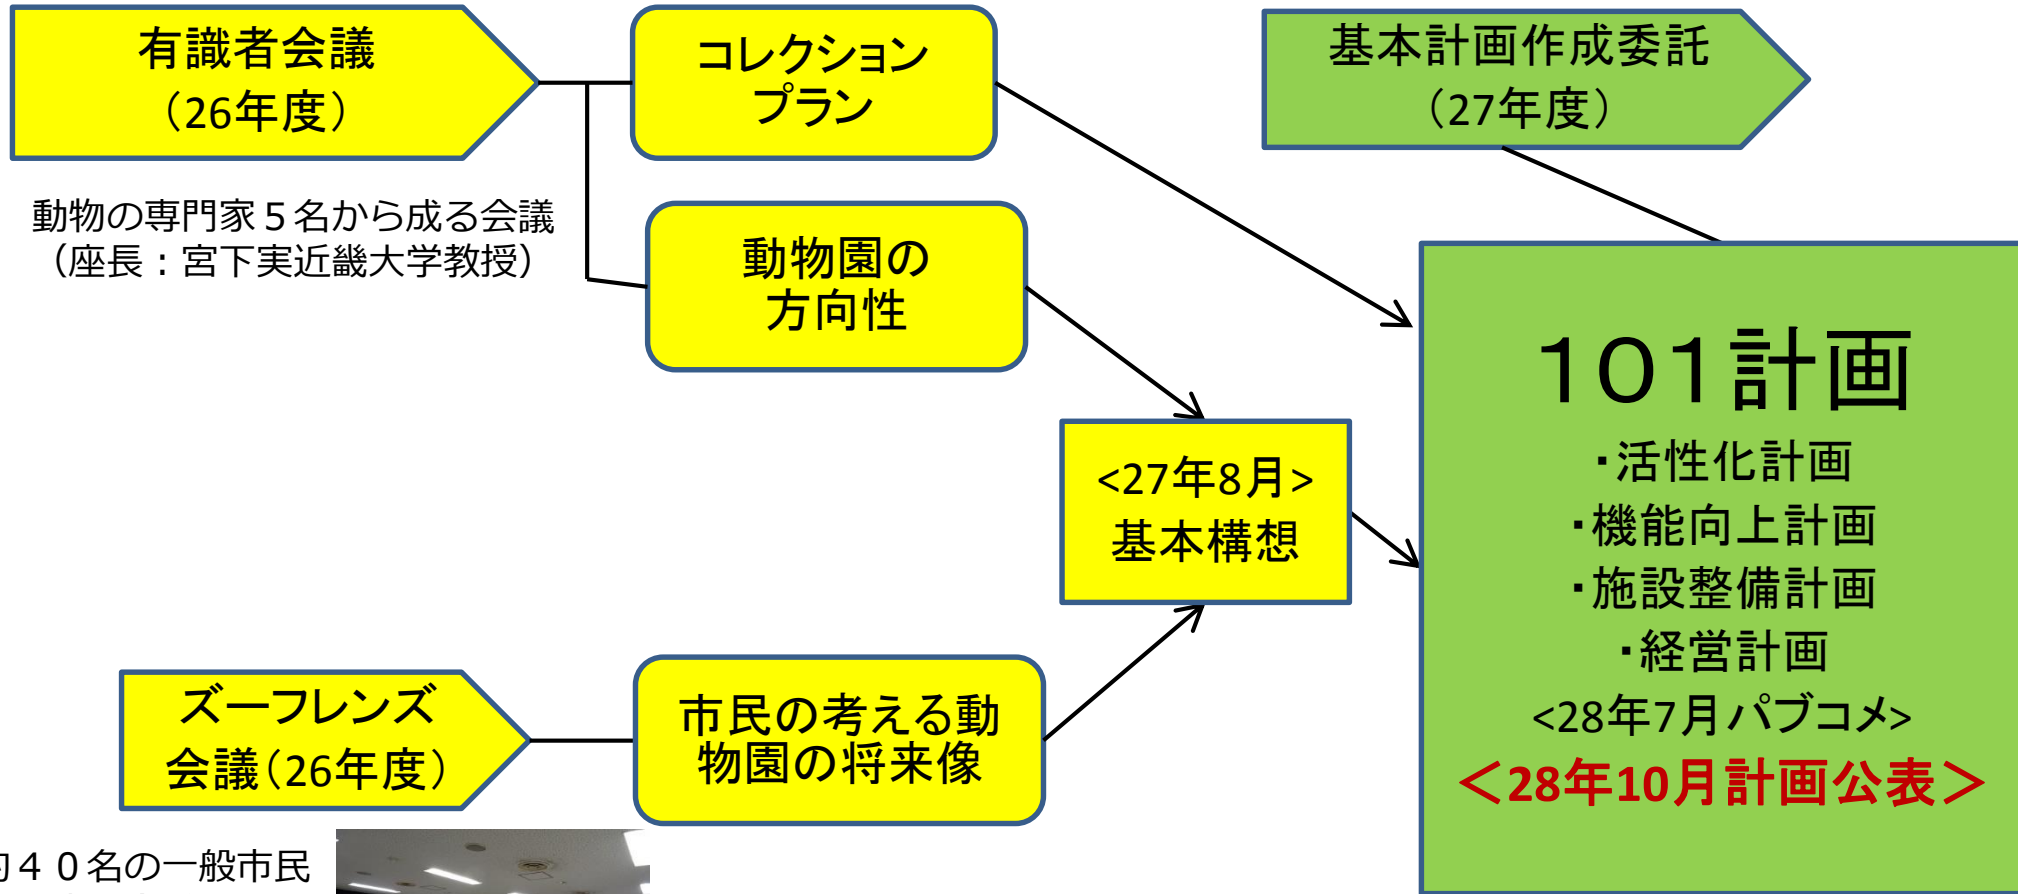 有識者会議
（26年度）
コレクション
プラン
基本計画作成委託
（27年度）
動物の専門家５名から成る会議
（座長：宮下実近畿大学教授）
動物園の
方向性
<27年8月>
基本構想
１０１計画
・活性化計画
・機能向上計画
・施設整備計画
・経営計画
<28年7月パブコメ>
＜28年10月計画公表＞
ズーフレンズ
会議（26年度）
市民の考える動
物園の将来像
４０名の一般市民